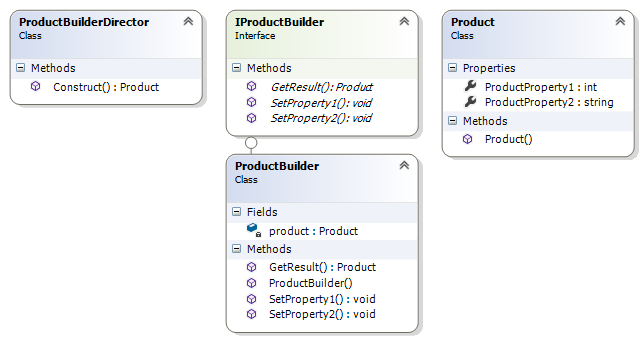 ProductBuilderDirector
Class
Methods
Construct() : Product
IProductBuilder
Interface
Methods
GetResult(): Product
SetProperty1(): void
SetProperty2(): void
Product
Class
Properties
ProductProperty1 : int
ProductProperty2 : string
Methods
Product()
ProductBuilder
Class
Fields
product : Product
Methods
GetResult() : Product
ProductBuilder()
SetProperty1() : void
SetProperty2() : void